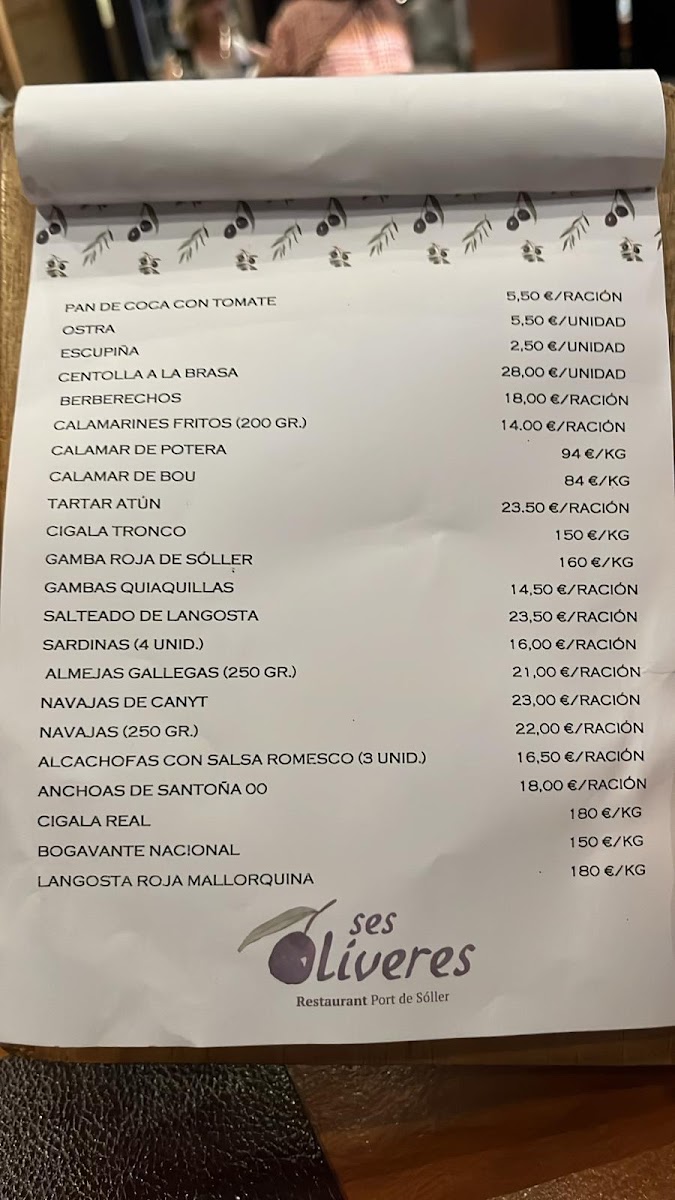 PAN DE COCA CON TOMATE 5,50 €/RACIÓN
OSTRA 5,50 €/UNIDAD
ESCUPIÑA 2,50 €/UNIDAD
CENTOLLA A LA BRASA 28,00 €/UNIDAD
BERBERECHOS 18,00 €/RACIÓN
CALAMARINES FRITOS (200 GR.) 14.00 €/RACIÓN
CALAMAR DE POTERA 94 €/KG
CALAMAR DE BOU 84 €/KG
TARTAR ATÚN 23.50 €/RACIÓN
CIGALA TRONCO 150 €/KG
GAMBA ROJA DE SÓLLER 160 €/KG
GAMBAS QUIAQUILLAS 14,50 €/RACIÓN
SALTEADO DE LANGOSTA 23,50 €/RACIÓN
SARDINAS (4 UNID.) 16,00 €/RACIÓN
ALMEJAS GALLEGAS (250 GR.) 21,00 €/RACIÓN
NAVAJAS DE CANYT 23,00 €/RACIÓN
NAVAJAS (250 GR.) 22,00 €/RACIÓN
ALCACHOFAS CON SALSA ROMESCO (3 UNID.) 16,50 €/RACIÓN
ANCHOAS DE SANTOÑA 00 18,00 €/RACIÓN
CIGALA REAL 180 €/KG
BOGAVANTE NACIONAL 150 €/KG
LANGOSTA ROJA MALLORQUINA 180 €/KG
ses
Oliveres
Restaurant Port de Sóller